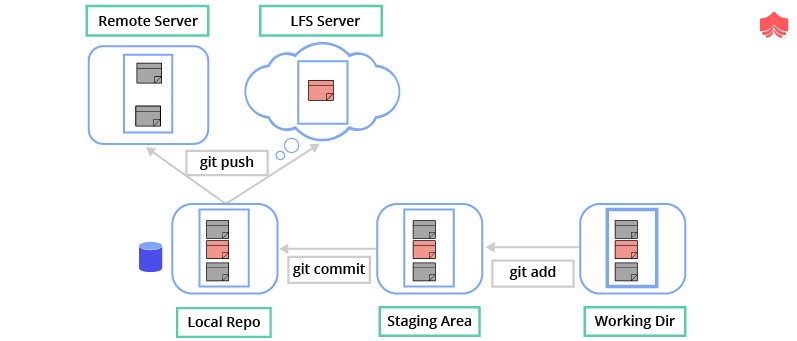 Remote Server
LFS Server
git push
git commit
git add
Local Repo
Staging Area
Working Dir